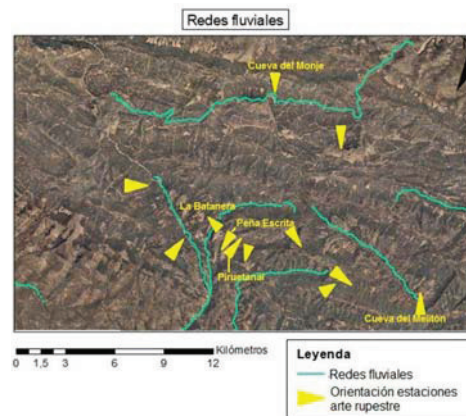 Redes fluviales
Cueva del Monje
La Batanera
Peña Escrita
Piruetanal
Cueva del Melitón
Kilómetros
0 1,5 3 6 9 12
Leyenda
Redes fluviales
Orientación estaciones
arte rupestre